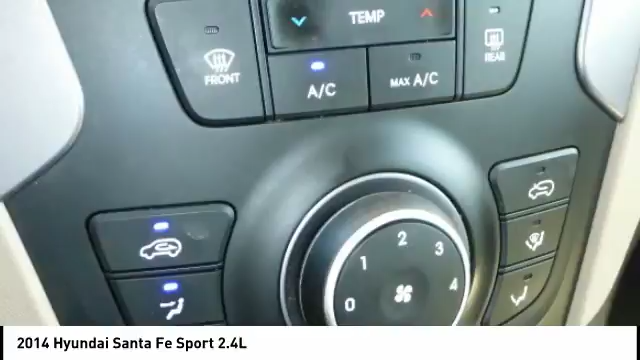 TEMP
FRONT
A/C
MAX A/C
REAR
1
2
3
4
0
2014 Hyundai Santa Fe Sport 2.4L